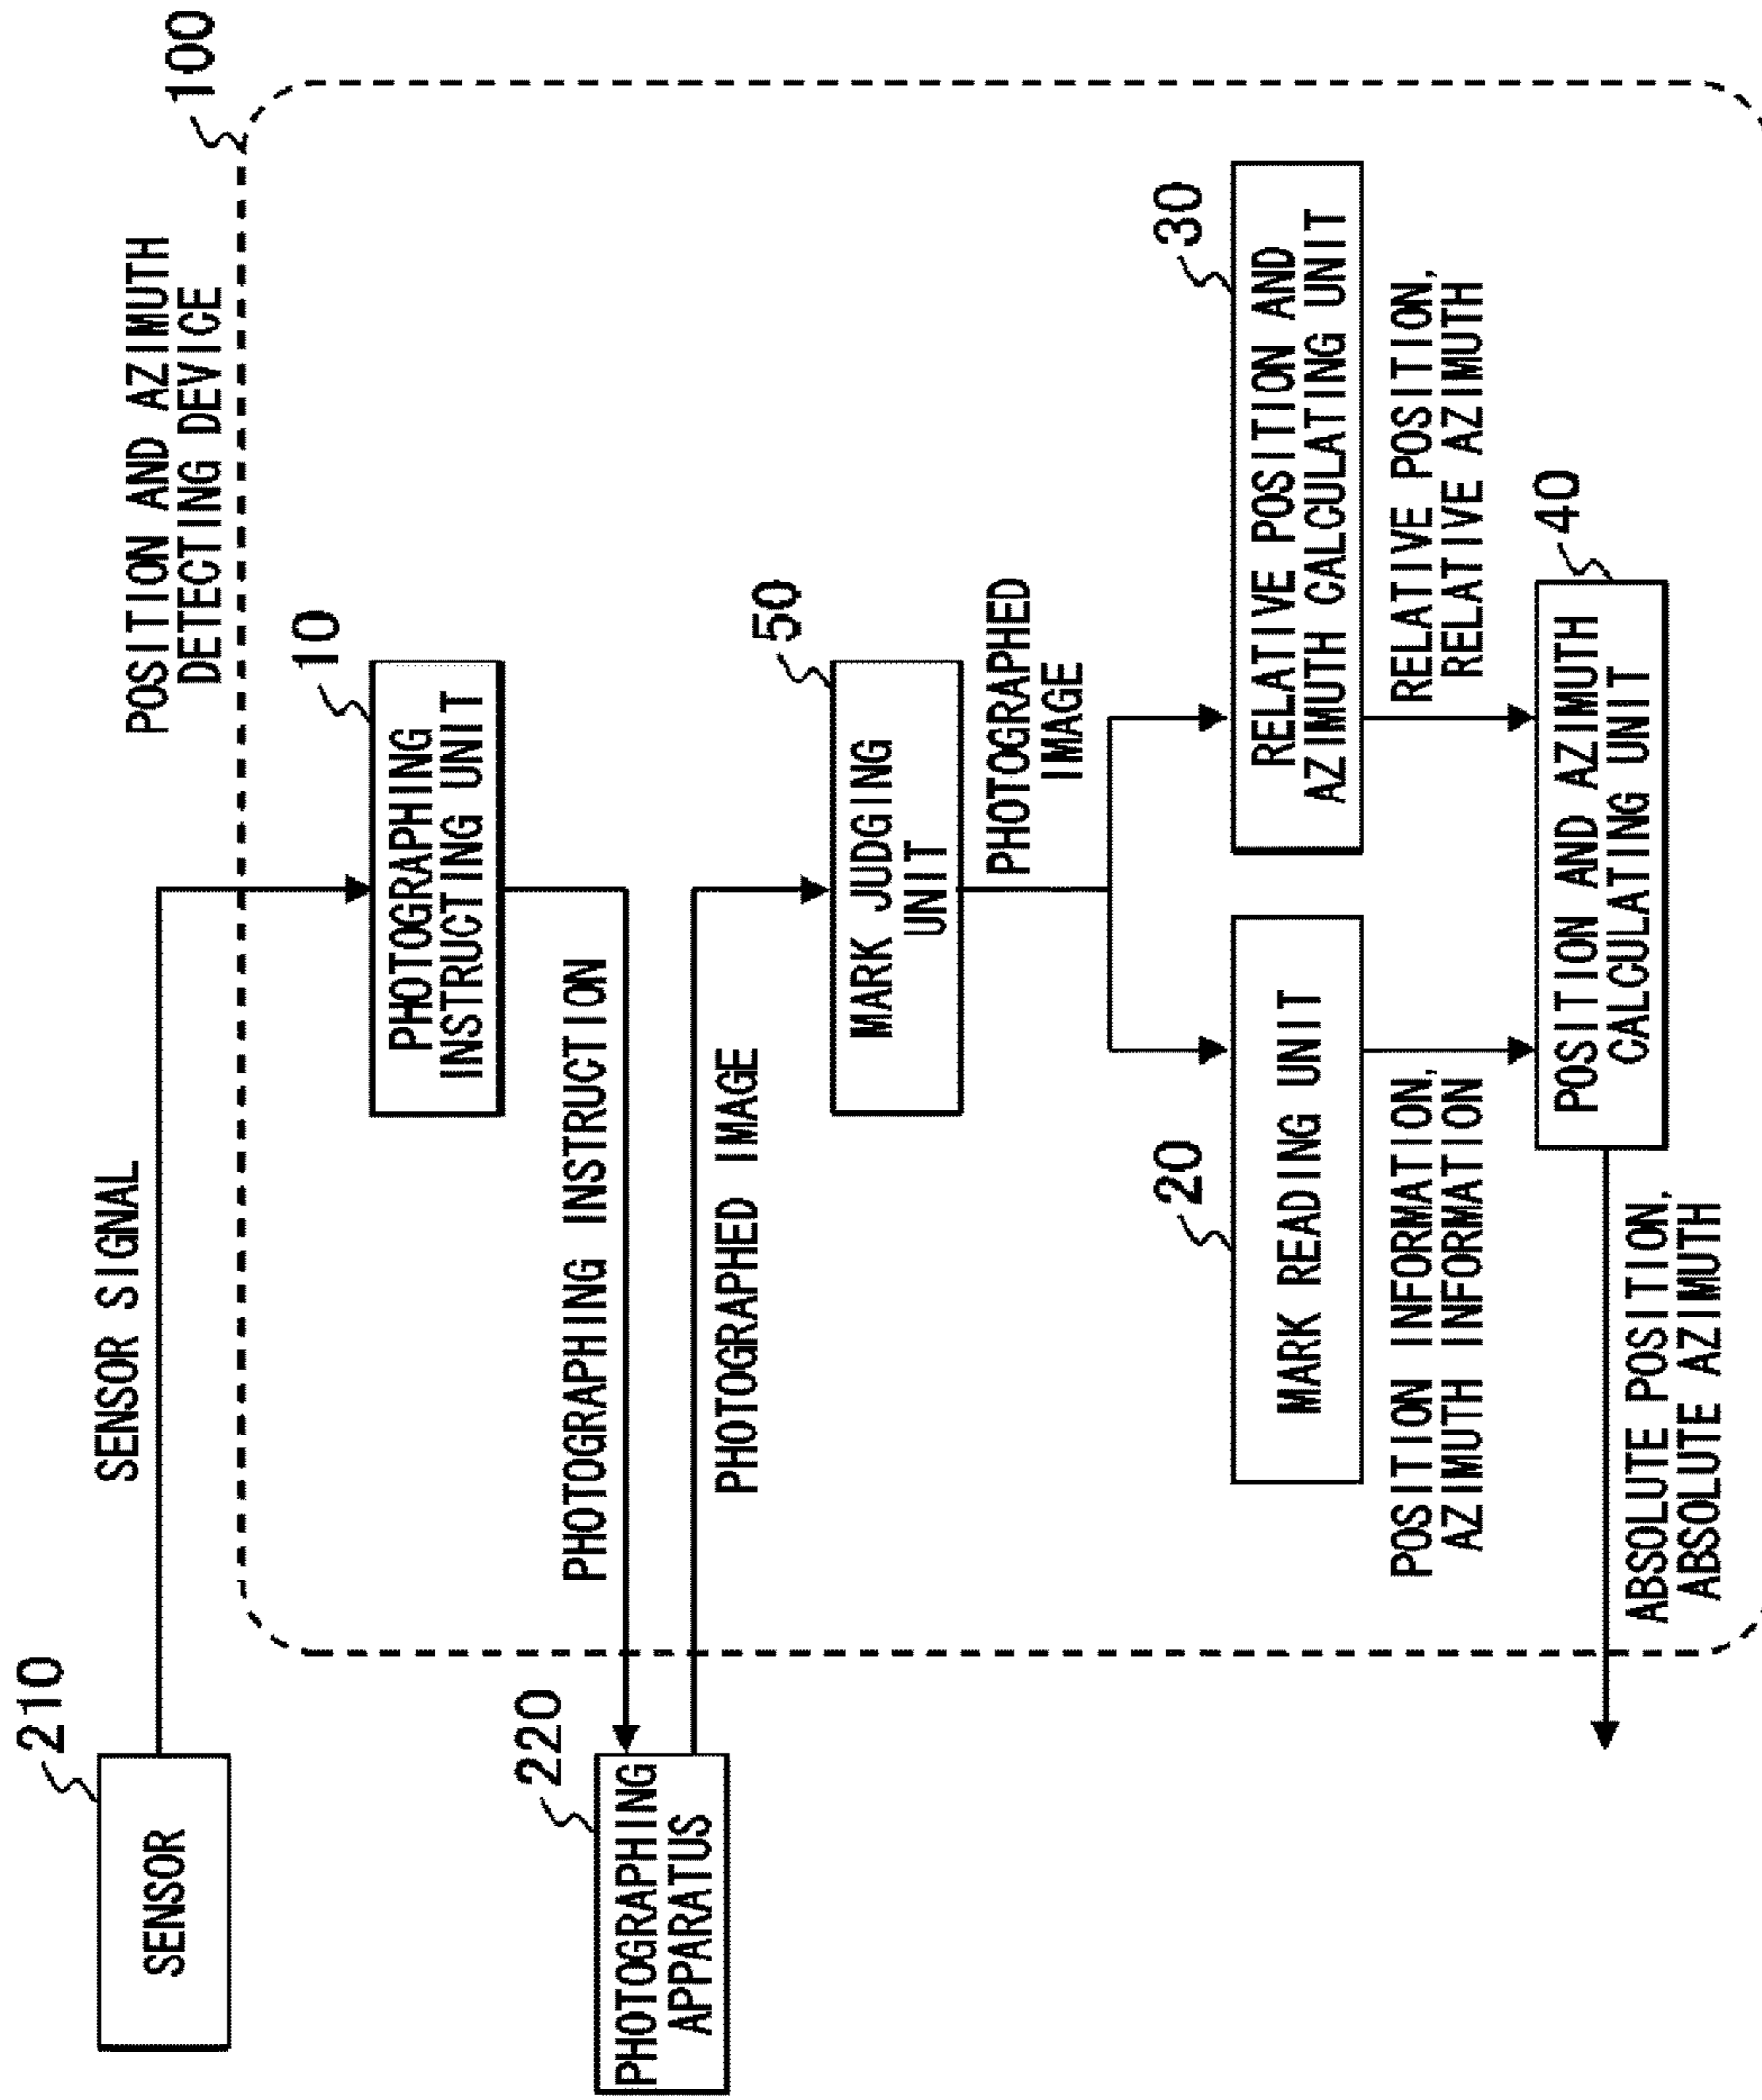 POSITION AND AZIMUTH
DETECTING DEVICE
100
210
SENSOR
SENSOR SIGNAL
10
PHOTOGRAPHING
INSTRUCTING UNIT
220
PHOTOGRAPHING
APPARATUS
PHOTOGRAPHING INSTRUCTION
PHOTOGRAPHED IMAGE
50
MARK JUDGING
UNIT
PHOTOGRAPHED
IMAGE
20
MARK READING UNIT
30
RELATIVE POSITION AND
AZIMUTH CALCULATING UNIT
POSITION INFORMATION,
AZIMUTH INFORMATION
RELATIVE POSITION,
RELATIVE AZIMUTH
40
POSITION AND AZIMUTH
CALCULATING UNIT
ABSOLUTE POSITION,
ABSOLUTE AZIMUTH